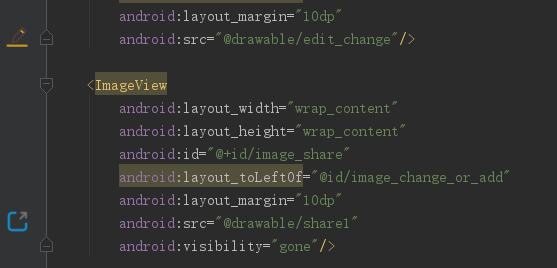 android:layout_margin="10dp"
android:src="@drawable/edit_change"/>
<ImageView
android:layout_width="wrap_content"
android:layout_height="wrap_content"
android:id="@+id/image_share"
android:layout_toLeftOf="@id/image_change_or_add"
android:layout_margin="10dp"
android:src="@drawable/share1"
android:visibility="gone"/>